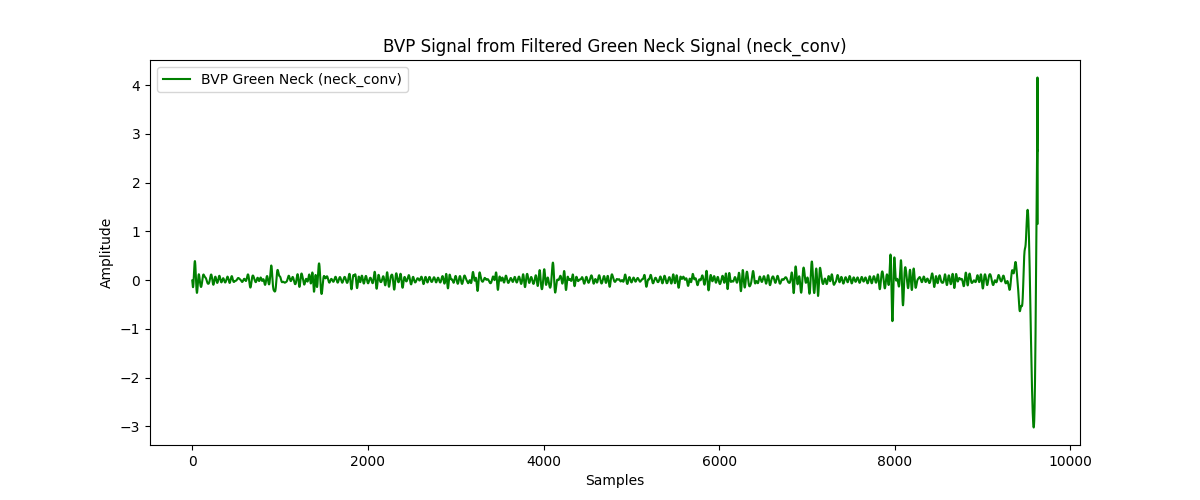 BVP Signal from Filtered Green Neck Signal (neck_conv)
BVP Green Neck (neck_conv)
Amplitude
4
3
2
1
0
−1
−2
−3
0 2000 4000 6000 8000 10000
Samples